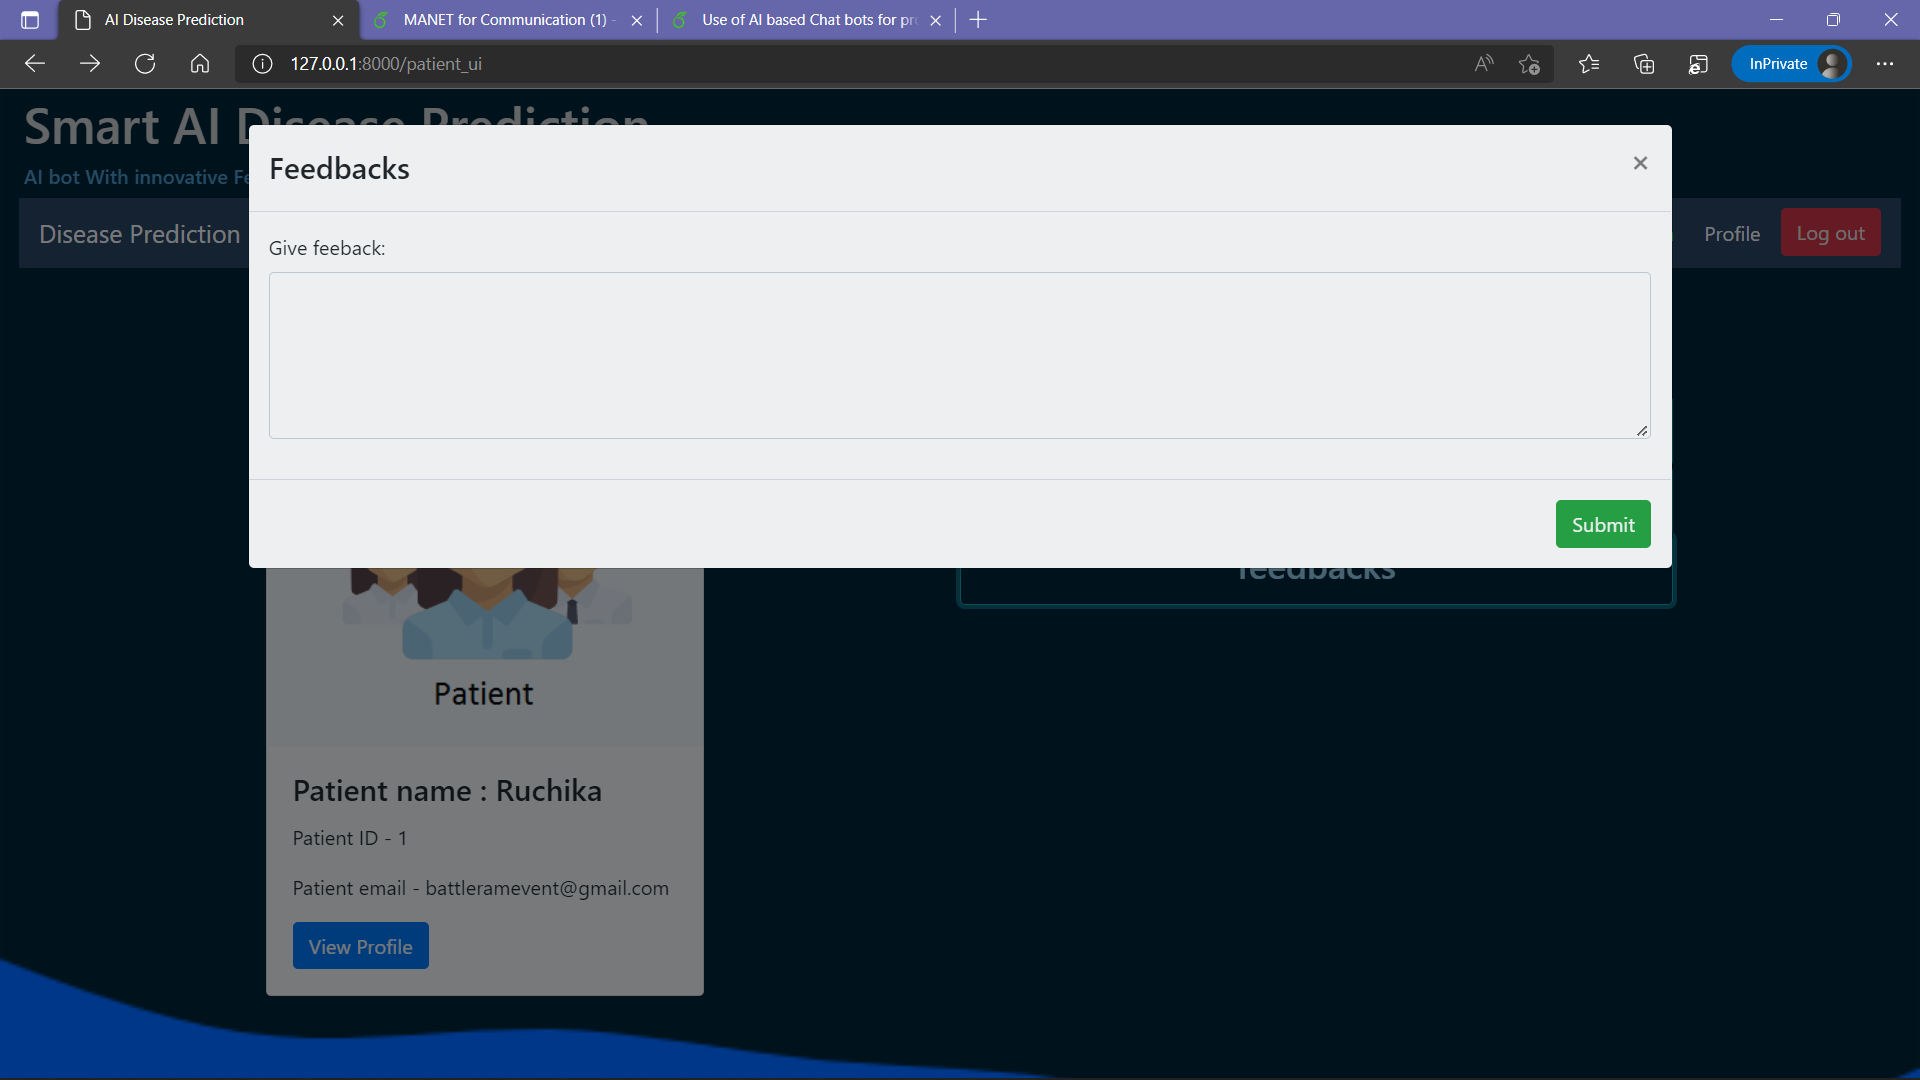 AI Disease Prediction
MANET for Communication (1)
Use of AI based Chat bots for
127.0.0.1:8000/patient_ui
InPrivate
Smart AI Disease Prediction
AI bot With innovative
Feedbacks
Disease Prediction
Profile
Log out
Give feeback:
Submit
feedbacks
Patient
Patient name : Ruchika
Patient ID - 1
Patient email - battleramevent@gmail.com
View Profile